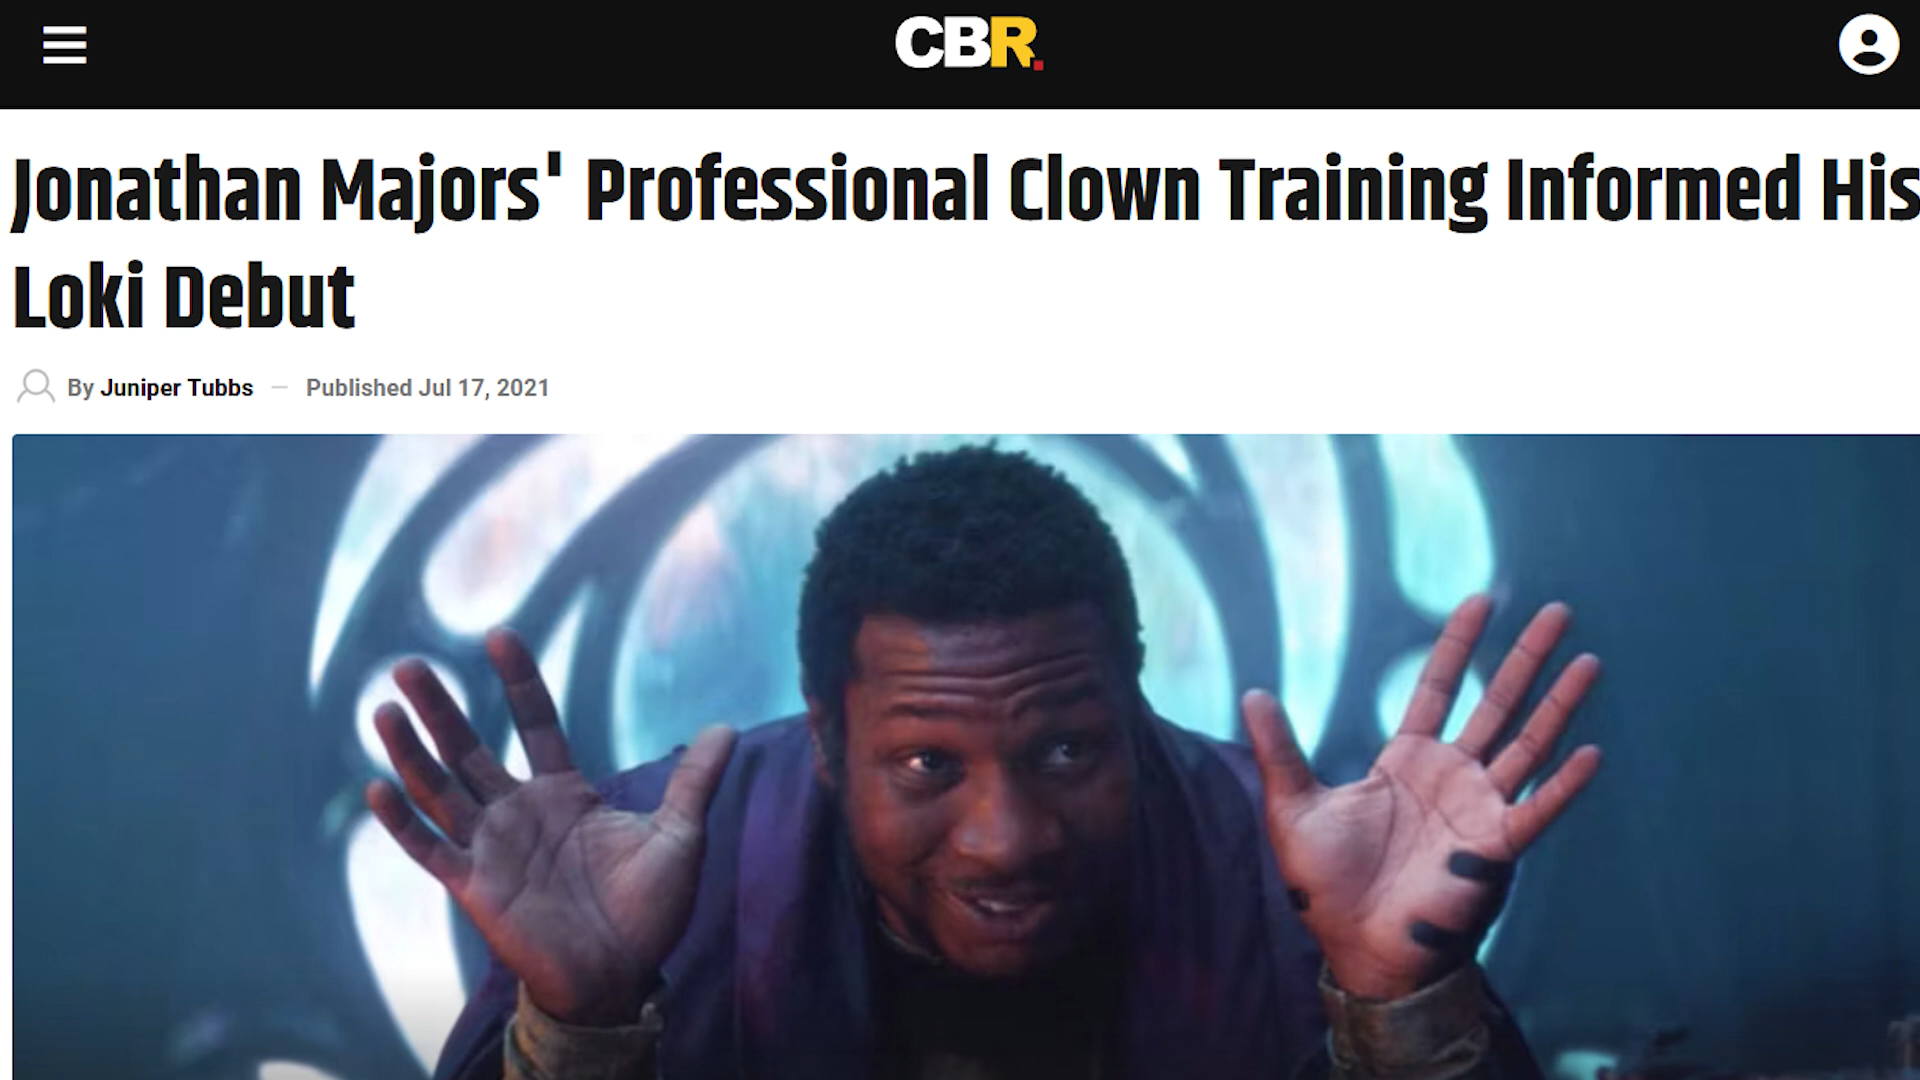 CBR.
Jonathan Majors' Professional Clown Training Informed His
Loki Debut
By Juniper Tubbs — Published Jul 17, 2021